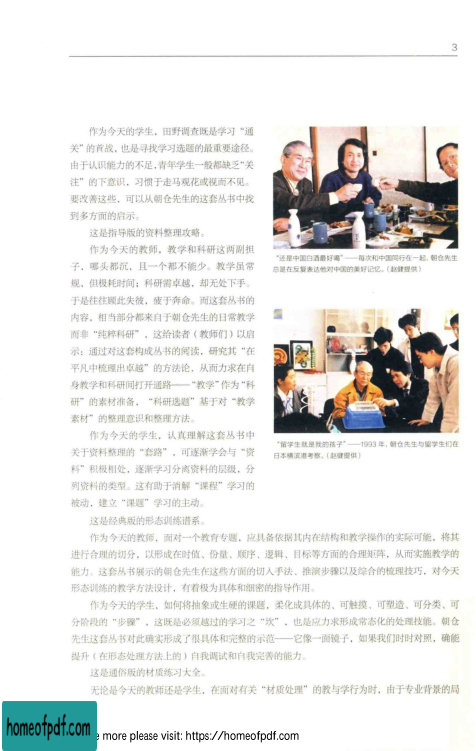 3
作为今天的学生，田野调查既是学习“通
关”的首战，也是寻找学习选题的最重要途径。
由于认识能力的不足，青年学生一般都缺乏“关
注”的下意识，习惯于走马观花或视而不见。
要改善这些，可以从朝仓先生的这套丛书中找
到多方面的启示。
这是指导版的资料整理攻略。
作为今天的教师，教学和科研这两副担
子，哪头都沉，且一个都不能少。教学虽常
规，但极耗时间；科研需卓越，却无处下手。
于是往往顾此失彼，疲于奔命。而这套丛书的
内容，相当部分都来自于朝仓先生的日常教学
而非“纯粹科研”，这给读者（教师们）以启
示：通过对这套构成丛书的阅读，研究其“在
平凡中梳理出卓越”的方法论，从而力求在自
身教学和科研间打开通路——“教学”作为“科
研”的素材准备，“科研选题”基于对“教学
素材”的整理意识和整理方法。
作为今天的学生，认真理解这套丛书中
关于资料整理的“套路”，可逐渐学会与“资
料”积极相处，逐渐学习分离资料的层级，分
列资料的类型。这有助于消解“课程”学习的
被动，建立“课题”学习的主动。
“还是中国白酒最好喝”——每次和中国同行在一起，朝仓先生
总是在反复表达他对中国的美好记忆。（赵健提供）
“留学生就是我的孩子”——1993 年，朝仓先生与留学生们在
日本横滨港考察。（赵健提供）
这是经典版的形态训练谱系。
作为今天的教师，面对一个教育专题，应具备依据其内在结构和教学操作的实际可能，将其
进行合理的切分，以形成在时值、份量、顺序、逻辑、目标等方面的合理矩阵，从而实施教学的
能力。这套丛书展示的朝仓先生在这些方面的切入手法、推演步骤以及综合的梳理技巧，对今天
形态训练的教学方法设计，有着极为具体和细密的指导作用。
作为今天的学生，如何将抽象或生硬的课题，柔化成具体的、可触摸、可塑造、可分类、可
分阶段的“步骤”，这既是必须越过的学习之“坎”，也是应力求形成常态化的处理技能。朝仓
先生这套丛书对此确实形成了很具体和完整的示范——它像一面镜子，如果我们时时对照，确能
提升（在形态处理方法上的）自我调试和自我完善的能力。
这是通俗版的材质练习大全。
无论是今天的教师还是学生，在面对有关“材质处理”的教与学行为时，由于专业背景的局
homeofpdf.com
e more please visit: https://homeofpdf.com